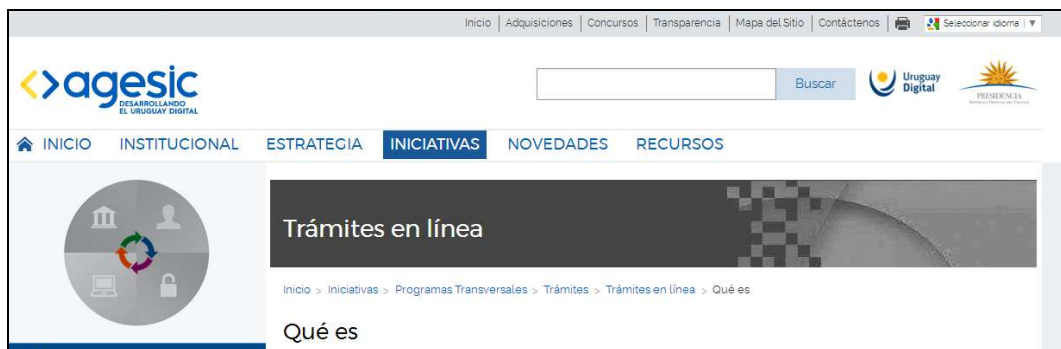 Inicio | Adquisiciones | Concursos | Transparencia | Mapa del Sitio | Contáctenos | Seleccionar idioma | ▼
<>agesic
DESARROLLANDO
EL URUGUAY DIGITAL
Buscar
Uruguay
Digital
PRESIDENCIA
INICIO INSTITUCIONAL ESTRATEGIA INICIATIVAS NOVEDADES RECURSOS
Trámites en línea
Inicio > Iniciativas > Programas Transversales > Trámites > Trámites en línea > Qué es
Qué es